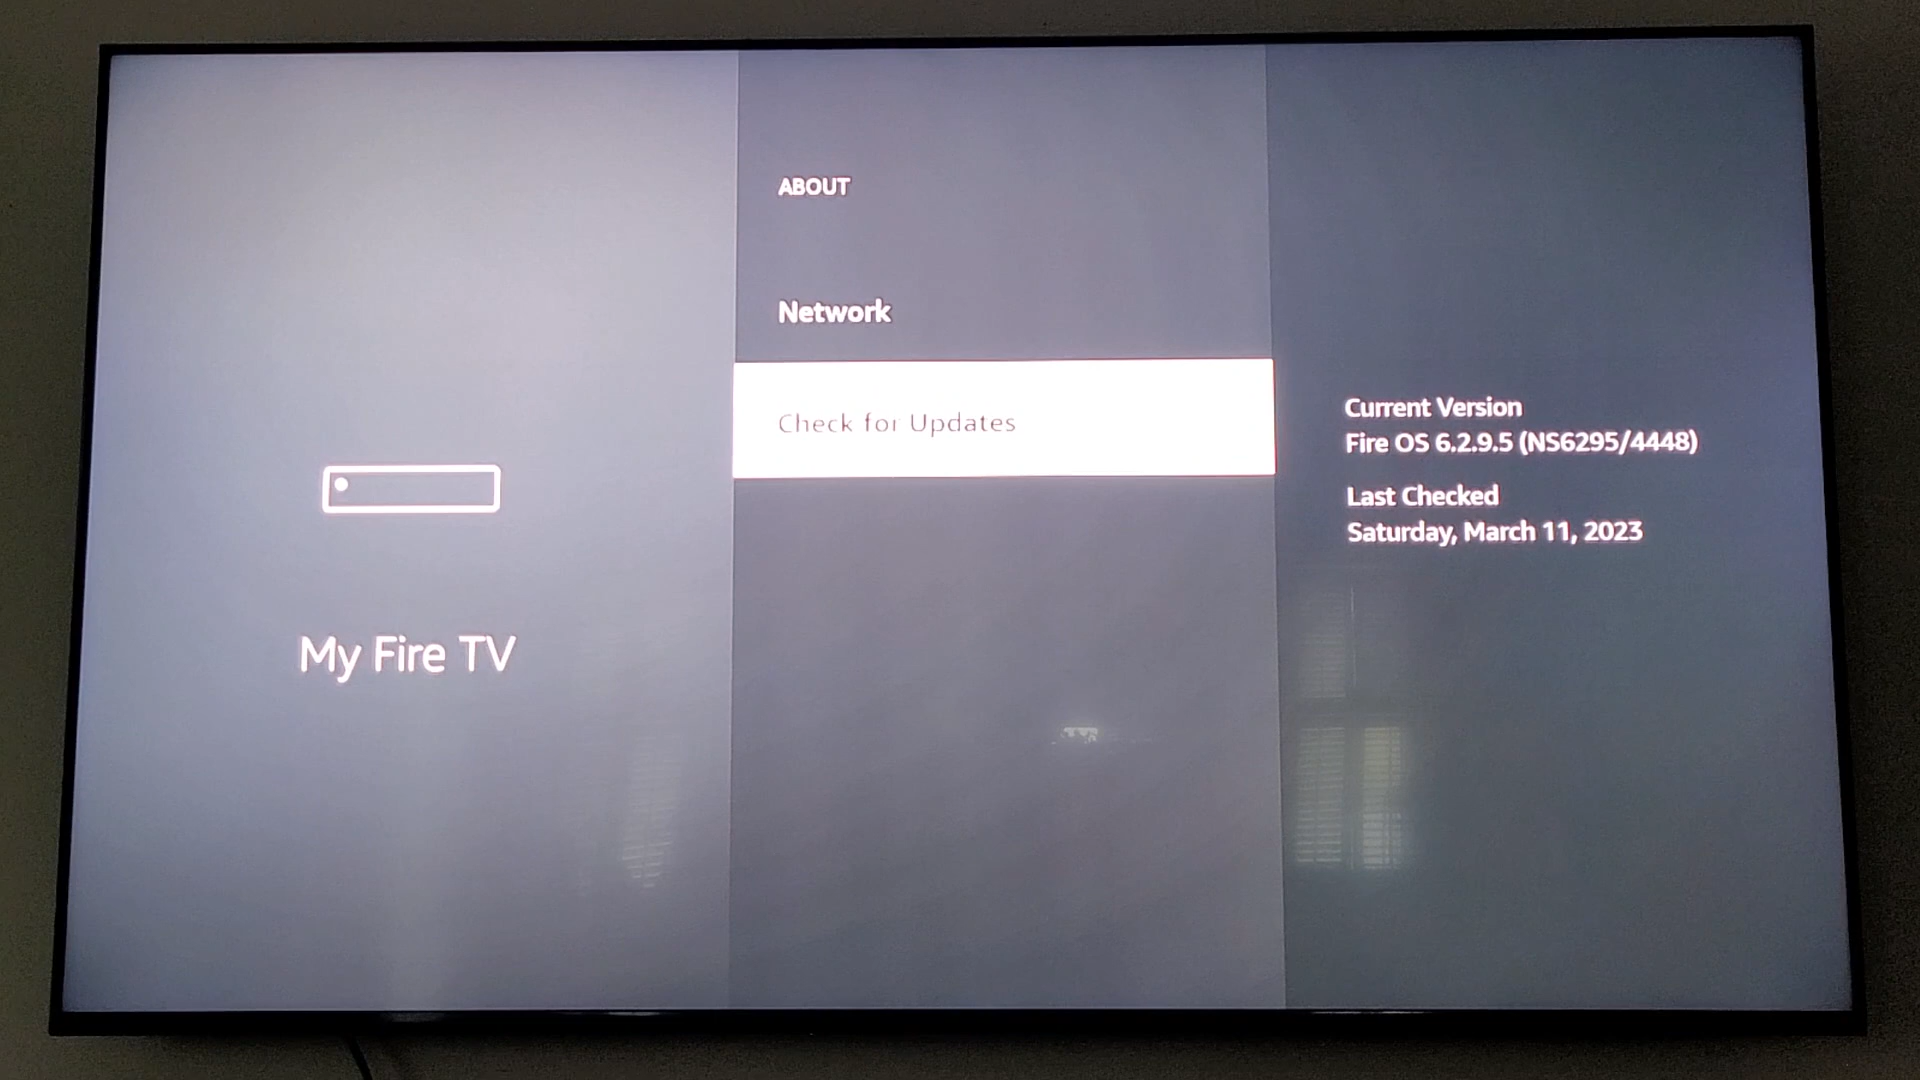 ABOUT
Network
Check for Updates
My Fire TV
Current Version
Fire OS 6.2.9.5 (NS6295/4448)
Last Checked
Saturday, March 11, 2023